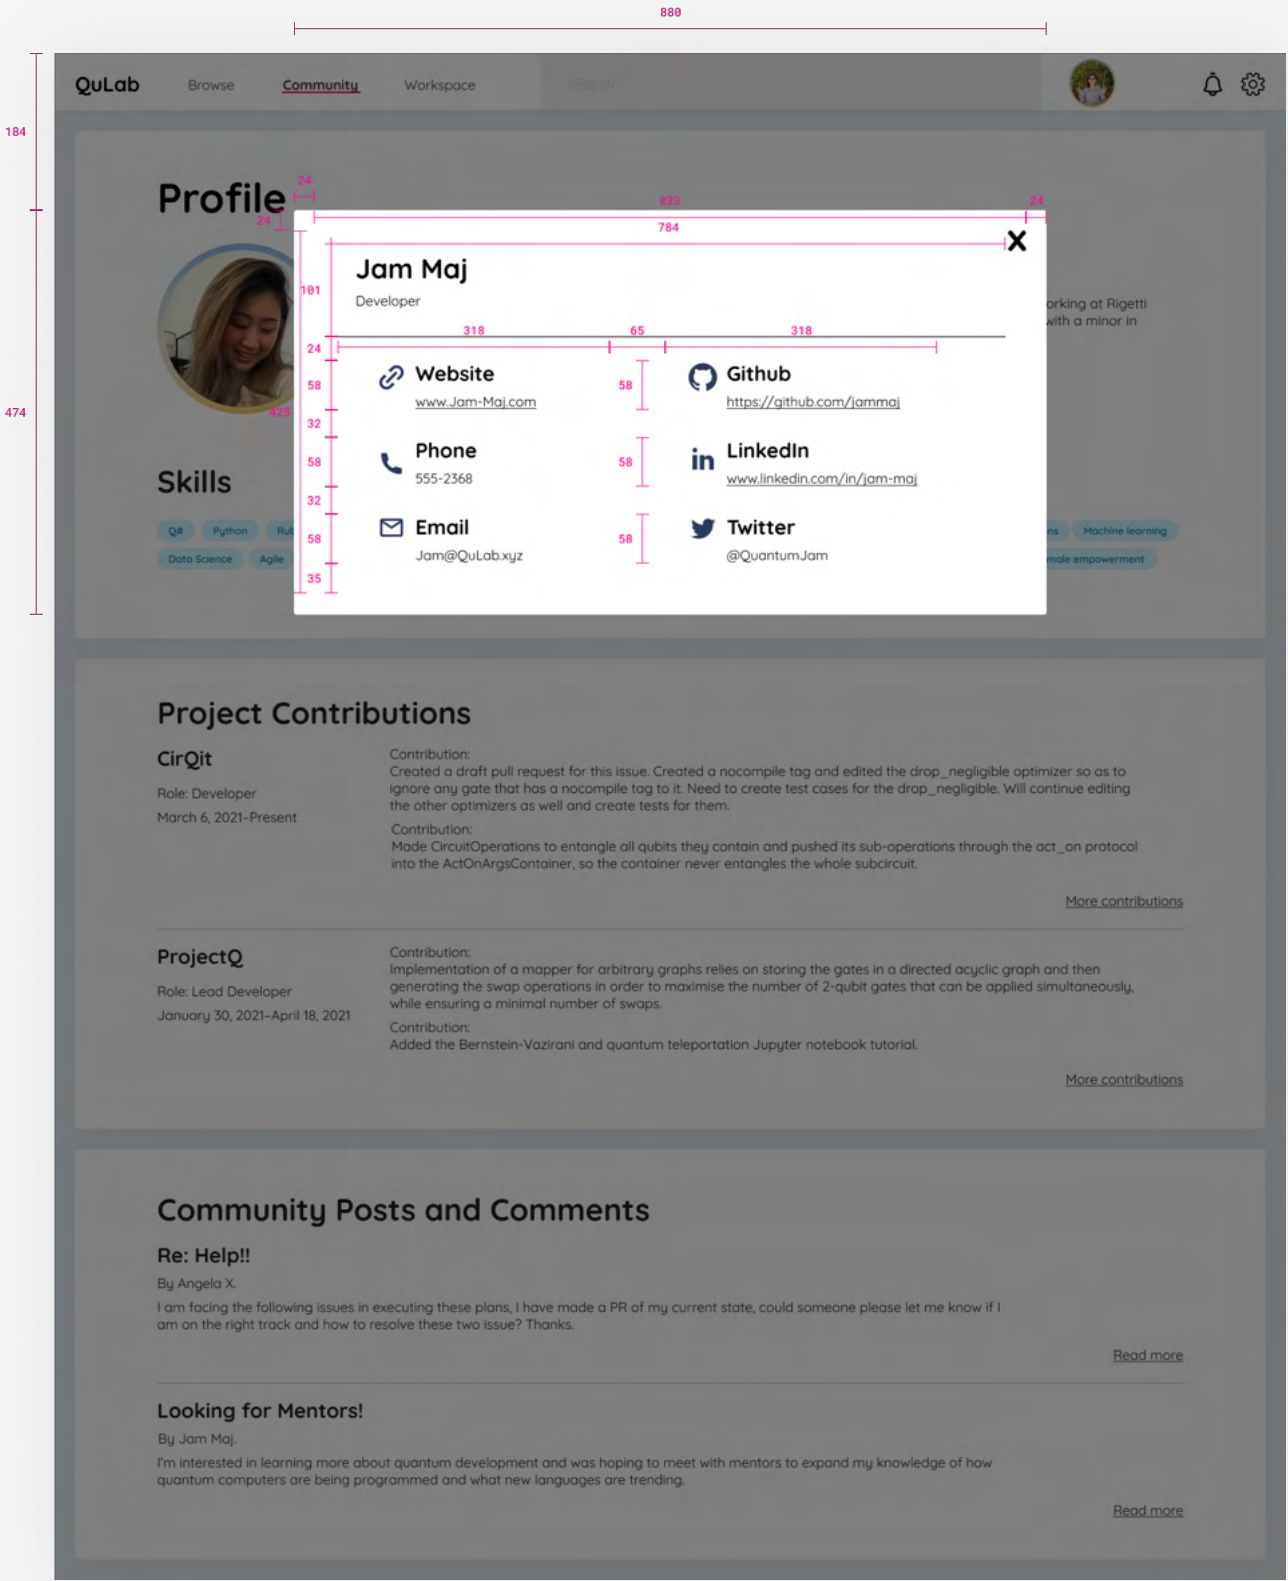 880
184
QuLab Browse Community Workspace Search
Profile
24
24
833
24
784
101
Jam Maj
Developer
orking at Rigetti
with a minor in
318
65
318
24
58
Website
www.Jam-Maj.com
58
Github
https://github.com/jammaj
474
425
32
58
Phone
555-2368
58
LinkedIn
www.linkedin.com/in/jam-maj
Skills
32
Q# Python Rub
58
Email
Jam@QuLab.xyz
58
Twitter
@QuantumJam
ns Machine learning
Data Science Agile
male empowerment
35
Project Contributions
CirQit
Role: Developer
March 6, 2021–Present
Contribution:
Created a draft pull request for this issue. Created a nocompile tag and edited the drop_negligible optimizer so as to
ignore any gate that has a nocompile tag to it. Need to create test cases for the drop_negligible. Will continue editing
the other optimizers as well and create tests for them.
Contribution:
Made CircuitOperations to entangle all qubits they contain and pushed its sub-operations through the act_on protocol
into the ActOnArgsContainer, so the container never entangles the whole subcircuit.
More contributions
ProjectQ
Role: Lead Developer
January 30, 2021–April 18, 2021
Contribution:
Implementation of a mapper for arbitrary graphs relies on storing the gates in a directed acyclic graph and then
generating the swap operations in order to maximise the number of 2-qubit gates that can be applied simultaneously,
while ensuring a minimal number of swaps.
Contribution:
Added the Bernstein-Vazirani and quantum teleportation Jupyter notebook tutorial.
More contributions
Community Posts and Comments
Re: Help!!
By Angela X.
I am facing the following issues in executing these plans, I have made a PR of my current state, could someone please let me know if I
am on the right track and how to resolve these two issue? Thanks.
Read more
Looking for Mentors!
By Jam Maj.
I'm interested in learning more about quantum development and was hoping to meet with mentors to expand my knowledge of how
quantum computers are being programmed and what new languages are trending.
Read more